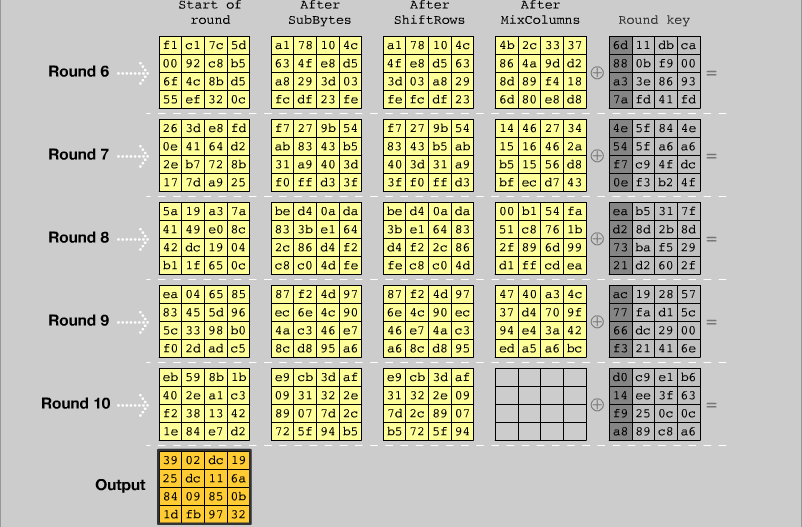 Start of After After After
round SubBytes ShiftRows MixColumns Round key
f1 c1 7c 5d a1 78 10 4c a1 78 10 4c 4b 2c 33 37 6d 11 db ca
00 92 c8 b5 63 4f e8 d5 4f e8 d5 63 86 4a 9d d2 88 0b f9 00
Round 6 ⊕ =
6f 4c 8b d5 a8 29 3d 03 3d 03 a8 29 8d 89 f4 18 a3 3e 86 93
55 ef 32 0c fc df 23 fe fe fc df 23 6d 80 e8 d8 7a fd 41 fd
26 3d e8 fd f7 27 9b 54 f7 27 9b 54 14 46 27 34 4e 5f 84 4e
0e 41 64 d2 ab 83 43 b5 83 43 b5 ab 15 16 46 2a 54 5f a6 a6
Round 7 ⊕ =
2e b7 72 8b 31 a9 40 3d 40 3d 31 a9 b5 15 56 d8 f7 c9 4f dc
17 7d a9 25 f0 ff d3 3f 3f f0 ff d3 bf ec d7 43 0e f3 b2 4f
5a 19 a3 7a be d4 0a da be d4 0a da 00 b1 54 fa ea b5 31 7f
41 49 e0 8c 83 3b e1 64 3b e1 64 83 51 c8 76 1b d2 8d 2b 8d
Round 8 ⊕ =
42 dc 19 04 2c 86 d4 f2 d4 f2 2c 86 2f 89 6d 99 73 ba f5 29
b1 1f 65 0c c8 c0 4d fe fe c8 c0 4d d1 ff cd ea 21 d2 60 2f
ea 04 65 85 87 f2 4d 97 87 f2 4d 97 47 40 a3 4c ac 19 28 57
83 45 5d 96 ec 6e 4c 90 6e 4c 90 ec 37 d4 70 9f 77 fa d1 5c
Round 9 ⊕ =
5c 33 98 b0 4a c3 46 e7 46 e7 4a c3 94 e4 3a 42 66 dc 29 00
f0 2d ad c5 8c d8 95 a6 a6 8c d8 95 ed a5 a6 bc f3 21 41 6e
eb 59 8b 1b e9 cb 3d af e9 cb 3d af d0 c9 e1 b6
40 2e a1 c3 09 31 32 2e 31 32 2e 09 14 ee 3f 63
Round 10 ⊕ =
f2 38 13 42 89 07 7d 2c 7d 2c 89 07 f9 25 0c 0c
1e 84 e7 d2 72 5f 94 b5 b5 72 5f 94 a8 89 c8 a6
39 02 dc 19
25 dc 11 6a
Output
84 09 85 0b
1d fb 97 32